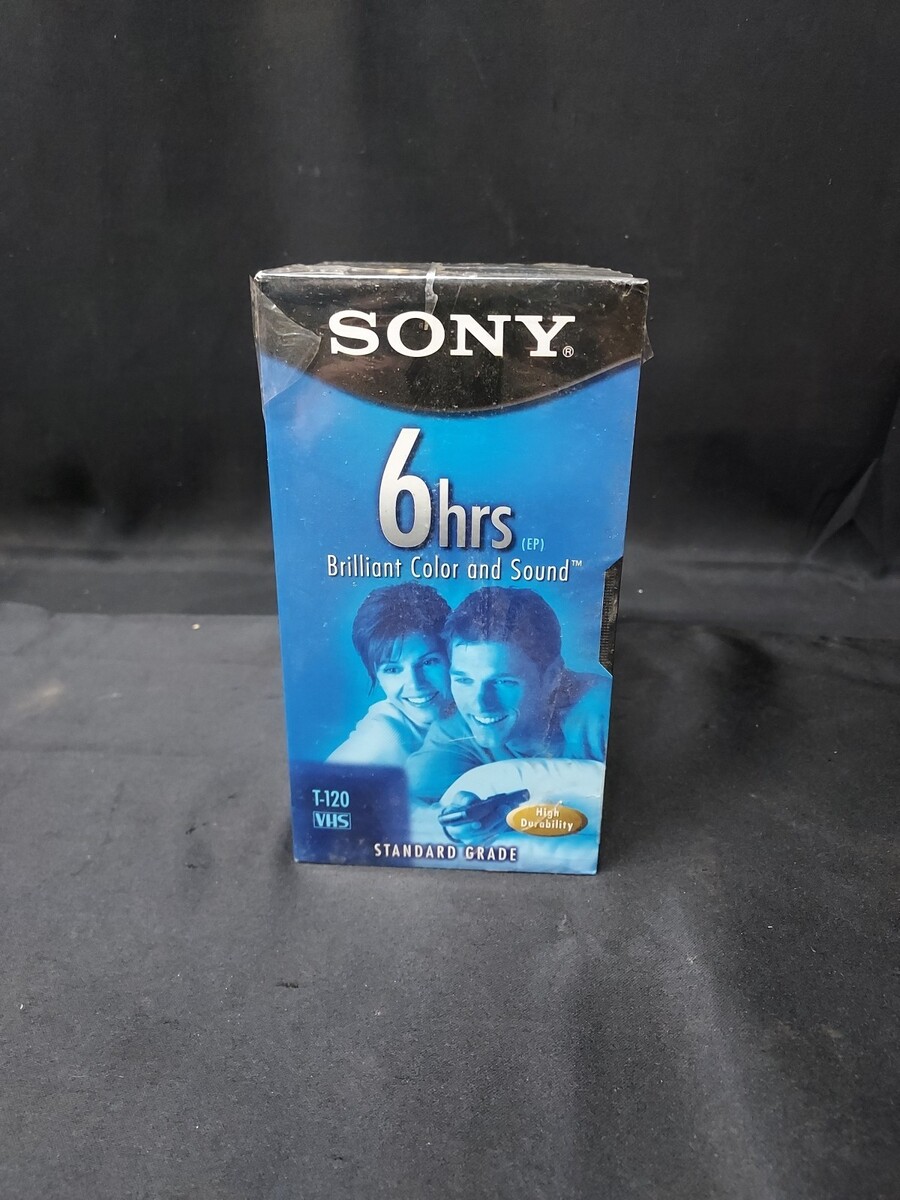 SONY®
6hrs (EP)
Brilliant Color and Sound™
T-120
VHS
High
Durability
STANDARD GRADE